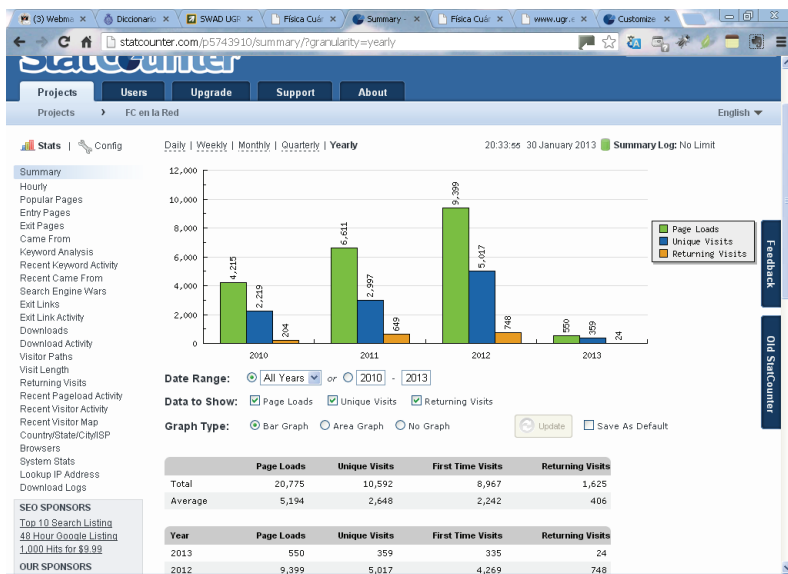 (3) Webma
Diccionario
SWAD UGR
Física Cuár
Summary -
Física Cuár
www.ugr.e
Customize
statcounter.com/p5743910/summary/?granularity=yearly
StatCounter
Projects Users Upgrade Support About
Projects FC en la Red English
Stats | Config
Daily | Weekly | Monthly | Quarterly | Yearly
20:33:56 30 January 2013 Summary Log: No Limit
Summary
Hourly
Popular Pages
Entry Pages
Exit Pages
Came From
Keyword Analysis
Recent Keyword Activity
Recent Came From
Search Engine Wars
Exit Links
Exit Link Activity
Downloads
Download Activity
Visitor Paths
Visit Length
Returning Visits
Recent Pageload Activity
Recent Visitor Activity
Recent Visitor Map
Country/State/City/ISP
Browsers
System Stats
Lookup IP Address
Download Logs
SEO SPONSORS
Top 10 Search Listing
48 Hour Google Listing
1,000 Hits for $9.99
OUR SPONSORS
12,000
10,000
8,000
6,000
4,000
2,000
0
4,215
2,219
204
6,611
2,997
649
9,399
5,017
748
550
359
24
2010 2011 2012 2013
Page Loads
Unique Visits
Returning Visits
Feedback
Old StatCounter
Date Range: All Years or 2010 - 2013
Data to Show: Page Loads Unique Visits Returning Visits
Graph Type: Bar Graph Area Graph No Graph Update Save As Default
Page Loads Unique Visits First Time Visits Returning Visits
Total 20,775 10,592 8,967 1,625
Average 5,194 2,648 2,242 406
Year Page Loads Unique Visits First Time Visits Returning Visits
2013 550 359 335 24
2012 9,399 5,017 4,269 748